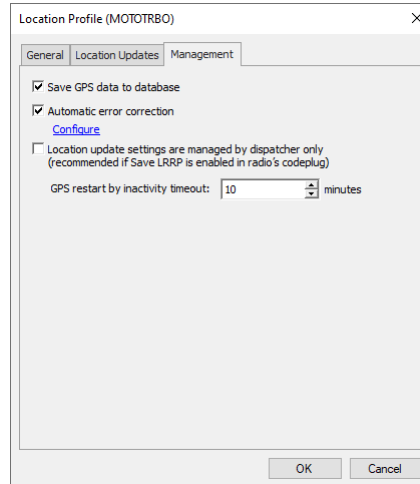 Location Profile (MOTOTRBO)
General Location Updates Management
Save GPS data to database
Automatic error correction
Configure
Location update settings are managed by dispatcher only
(recommended if Save LRRP is enabled in radio's codeplug)
GPS restart by inactivity timeout: 10 minutes
OK Cancel